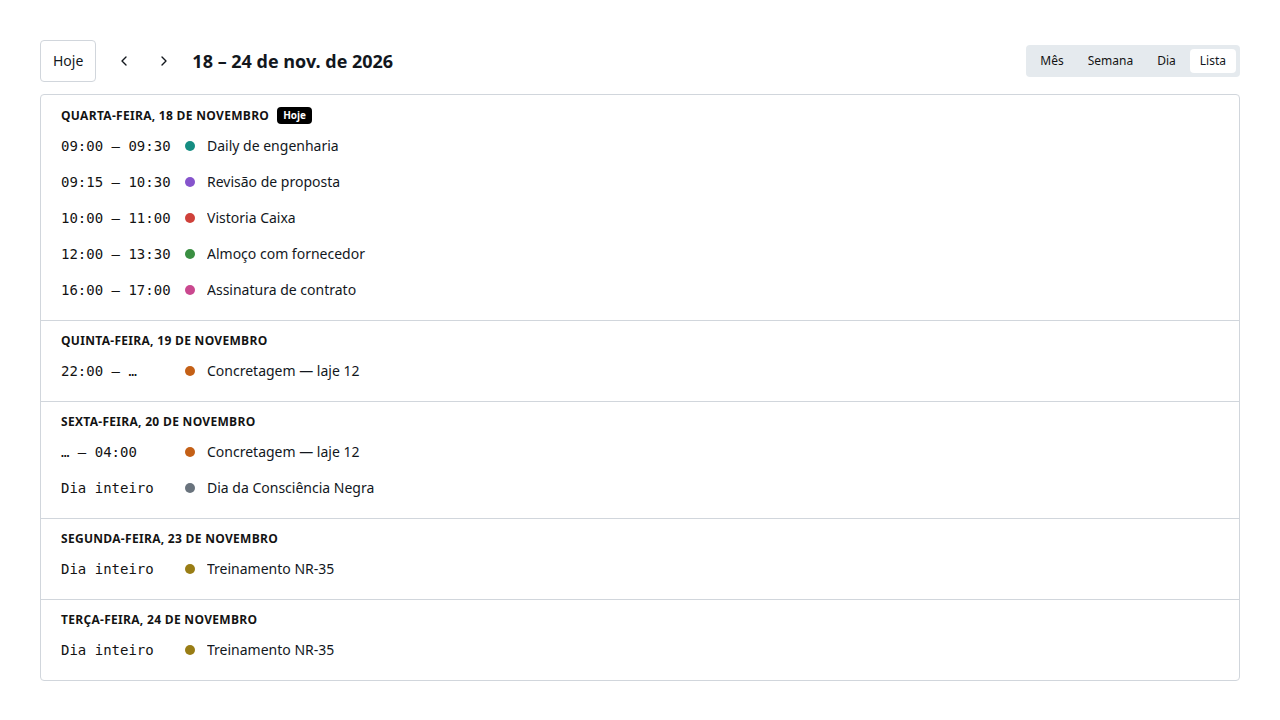 Hoje
18 – 24 de nov. de 2026
Mês Semana Dia Lista
QUARTA-FEIRA, 18 DE NOVEMBRO Hoje
09:00 – 09:30 Daily de engenharia
09:15 – 10:30 Revisão de proposta
10:00 – 11:00 Vistoria Caixa
12:00 – 13:30 Almoço com fornecedor
16:00 – 17:00 Assinatura de contrato
QUINTA-FEIRA, 19 DE NOVEMBRO
22:00 – … Concretagem — laje 12
SEXTA-FEIRA, 20 DE NOVEMBRO
… – 04:00 Concretagem — laje 12
Dia inteiro Dia da Consciência Negra
SEGUNDA-FEIRA, 23 DE NOVEMBRO
Dia inteiro Treinamento NR-35
TERÇA-FEIRA, 24 DE NOVEMBRO
Dia inteiro Treinamento NR-35